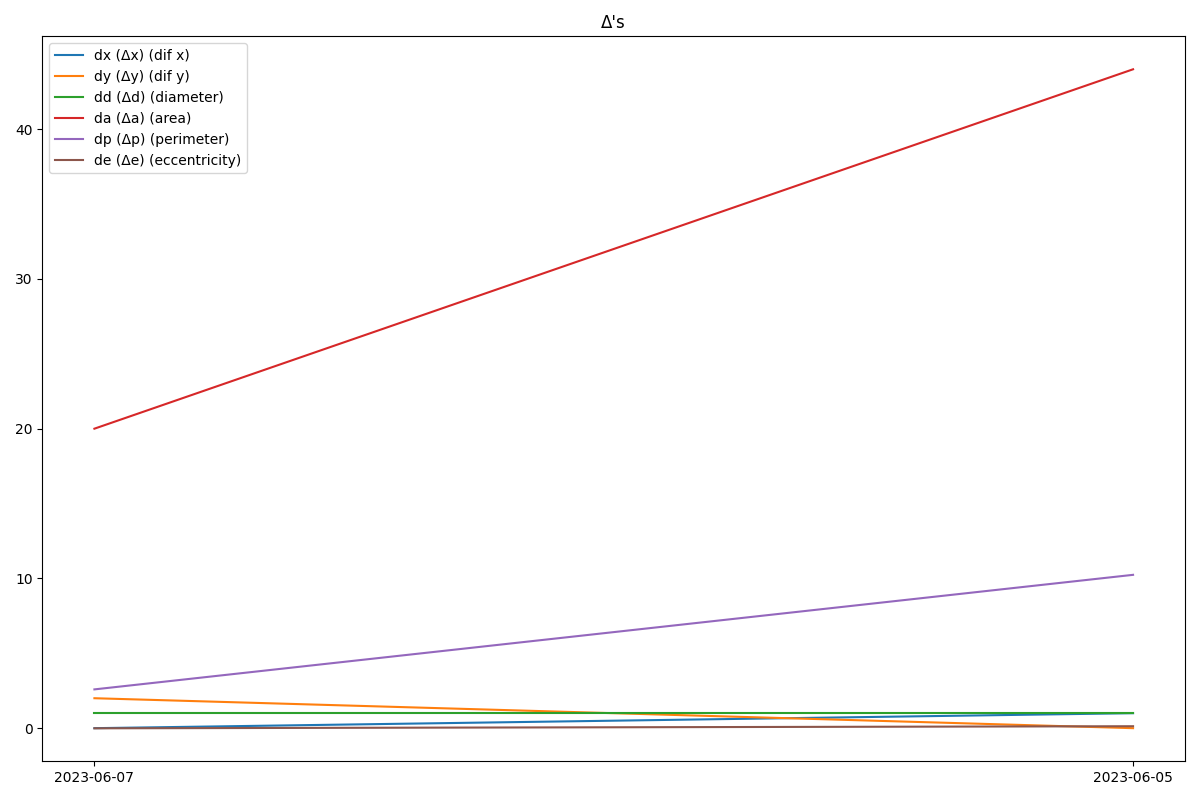 Δ's
dx (Δx) (dif x)
dy (Δy) (dif y)
dd (Δd) (diameter)
da (Δa) (area)
dp (Δp) (perimeter)
de (Δe) (eccentricity)
40
30
20
10
0
2023-06-07
2023-06-05